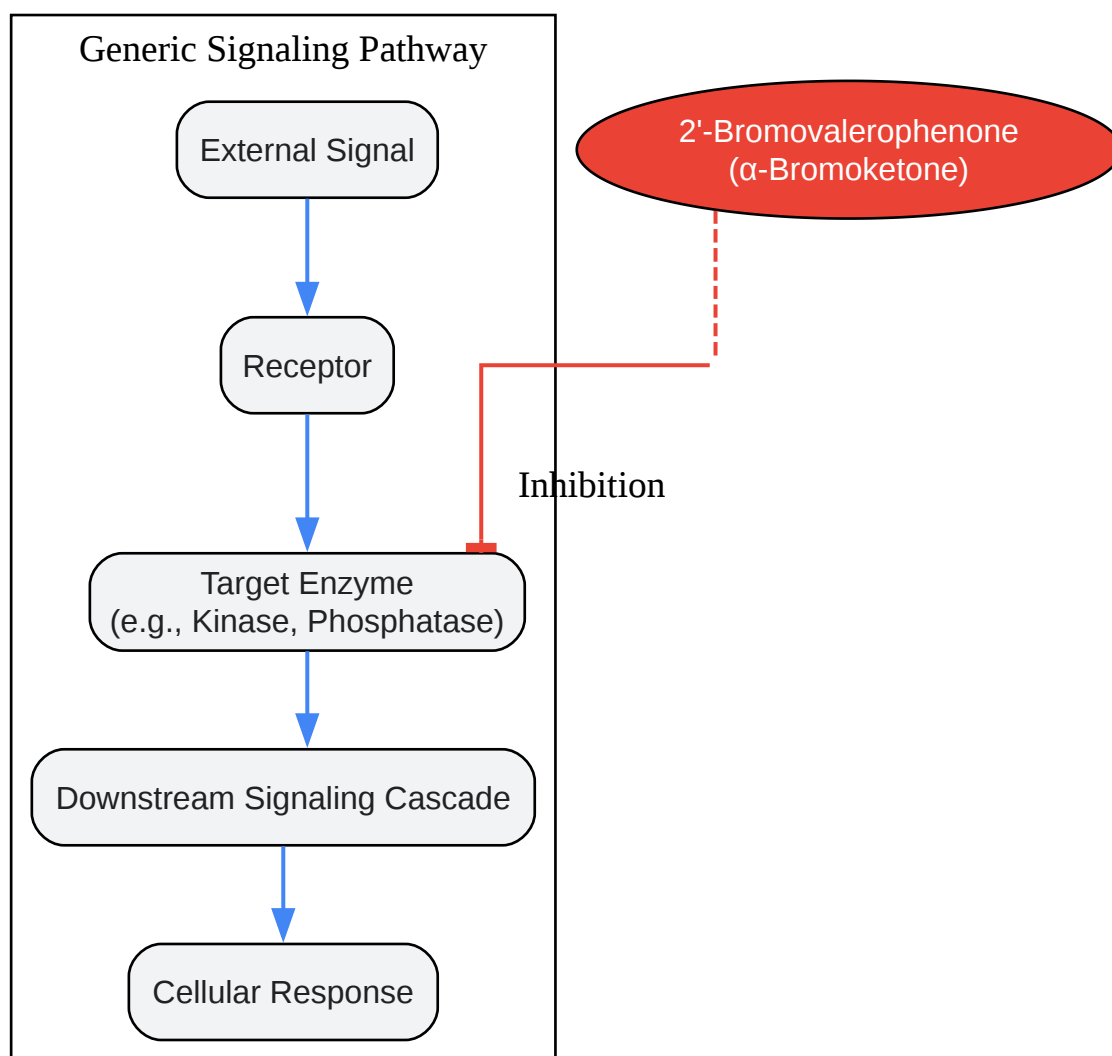 Generic Signaling Pathway
External Signal
2'-Bromovalerophenone
(α-Bromoketone)
Receptor
Inhibition
Target Enzyme
(e.g., Kinase, Phosphatase)
Downstream Signaling Cascade
Cellular Response